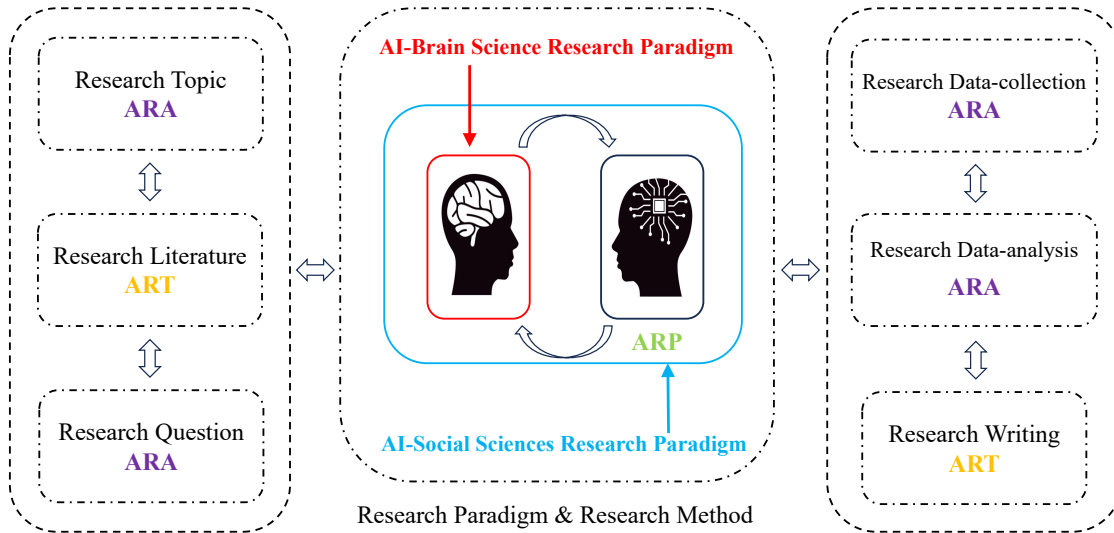 Research Topic
ARA
Research Literature
ART
Research Question
ARA
AI-Brain Science Research Paradigm
ARP
AI-Social Sciences Research Paradigm
Research Paradigm & Research Method
Research Data-collection
ARA
Research Data-analysis
ARA
Research Writing
ART